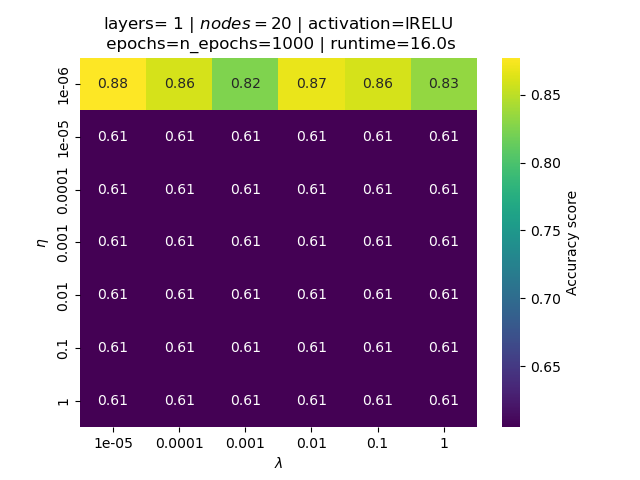 layers= 1 | nodes = 20 | activation=lRELU
epochs=n_epochs=1000 | runtime=16.0s
1e-06 0.88 0.86 0.82 0.87 0.86 0.83
1e-05 0.61 0.61 0.61 0.61 0.61 0.61
0.0001 0.61 0.61 0.61 0.61 0.61 0.61
0.001 0.61 0.61 0.61 0.61 0.61 0.61
0.01 0.61 0.61 0.61 0.61 0.61 0.61
0.1 0.61 0.61 0.61 0.61 0.61 0.61
1 0.61 0.61 0.61 0.61 0.61 0.61
η
1e-05 0.0001 0.001 0.01 0.1 1
λ
0.85
0.80
0.75
0.70
0.65
Accuracy score